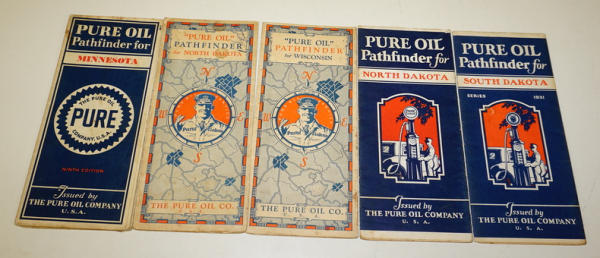 PURE OIL
Pathfinder for
MINNESOTA
THE PURE OIL
PURE
COMPANY, U.S.A.
NINTH EDITION
Issued by
THE PURE OIL COMPANY
U. S. A.
"PURE OIL"
PATHFINDER
for NORTH DAKOTA
N
W
E
S
THE PURE OIL CO.
"PURE OIL"
PATHFINDER
for WISCONSIN
N
W
E
S
THE PURE OIL CO.
PURE OIL
Pathfinder for
NORTH DAKOTA
2
Issued by
THE PURE OIL COMPANY
U. S. A.
PURE OIL
Pathfinder for
SOUTH DAKOTA
SERIES 1931
2
Issued by
THE PURE OIL COMPANY
U. S. A.